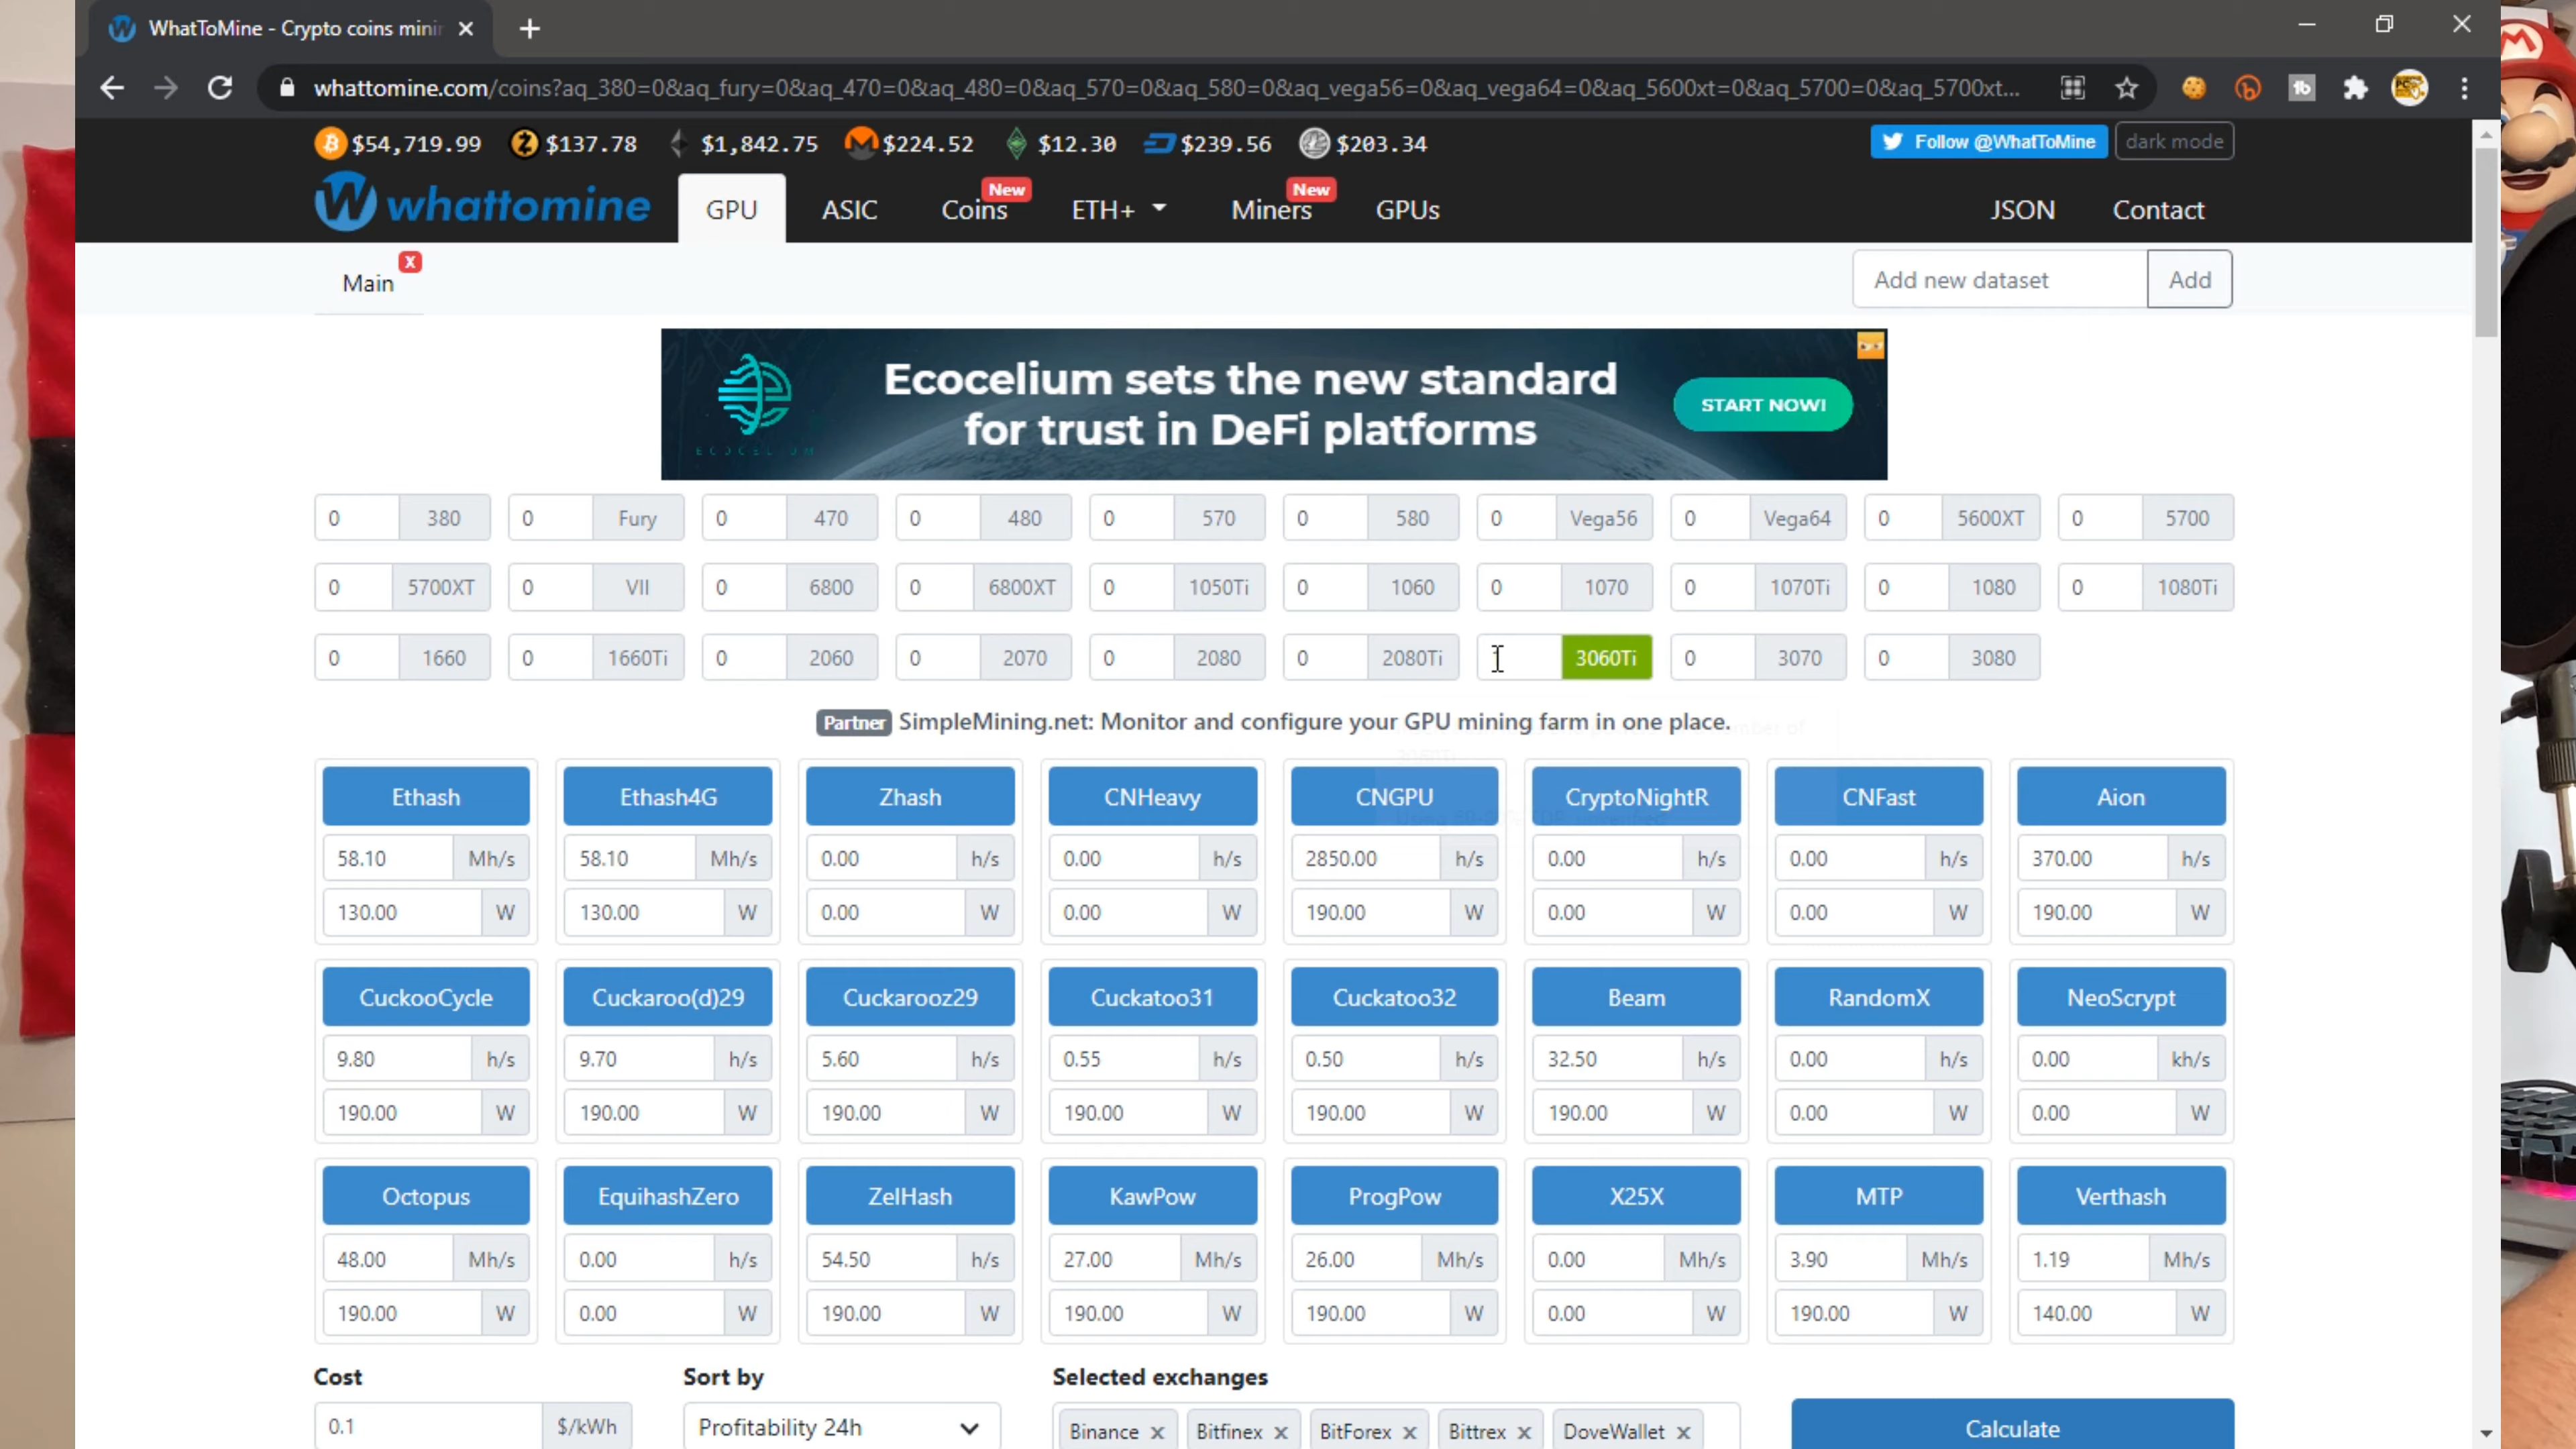 WhatToMine - Crypto coins minin
whattomine.com/coins?aq_380=0&aq_fury=0&aq_470=0&aq_480=0&aq_570=0&aq_580=0&aq_vega56=0&aq_vega64=0&aq_5600xt=0&aq_5700=0&aq_5700xt...
$54,719.99 $137.78 $1,842.75 $224.52 $12.30 $239.56 $203.34 Follow @WhatToMine dark mode
whattomine GPU ASIC Coins New ETH+ Miners New GPUs JSON Contact
Main X Add new dataset Add
Ecocelium sets the new standard
for trust in DeFi platforms
START NOW!
ECOCELIUM
0 380 0 Fury 0 470 0 480 0 570 0 580 0 Vega56 0 Vega64 0 5600XT 0 5700
0 5700XT 0 VII 0 6800 0 6800XT 0 1050Ti 0 1060 0 1070 0 1070Ti 0 1080 0 1080Ti
0 1660 0 1660Ti 0 2060 0 2070 0 2080 0 2080Ti 3060Ti 0 3070 0 3080
Partner SimpleMining.net: Monitor and configure your GPU mining farm in one place.
Ethash Ethash4G Zhash CNHeavy CNGPU CryptoNightR CNFast Aion
58.10 Mh/s 58.10 Mh/s 0.00 h/s 0.00 h/s 2850.00 h/s 0.00 h/s 0.00 h/s 370.00 h/s
130.00 W 130.00 W 0.00 W 0.00 W 190.00 W 0.00 W 0.00 W 190.00 W
CuckooCycle Cuckaroo(d)29 Cuckarooz29 Cuckatoo31 Cuckatoo32 Beam RandomX NeoScrypt
9.80 h/s 9.70 h/s 5.60 h/s 0.55 h/s 0.50 h/s 32.50 h/s 0.00 h/s 0.00 kh/s
190.00 W 190.00 W 190.00 W 190.00 W 190.00 W 190.00 W 0.00 W 0.00 W
Octopus EquihashZero ZelHash KawPow ProgPow X25X MTP Verthash
48.00 Mh/s 0.00 h/s 54.50 h/s 27.00 Mh/s 26.00 Mh/s 0.00 Mh/s 3.90 Mh/s 1.19 Mh/s
190.00 W 0.00 W 190.00 W 190.00 W 190.00 W 0.00 W 190.00 W 140.00 W
Cost Sort by Selected exchanges
0.1 $/kWh Profitability 24h Binance × Bitfinex × BitForex × Bittrex × DoveWallet × Calculate